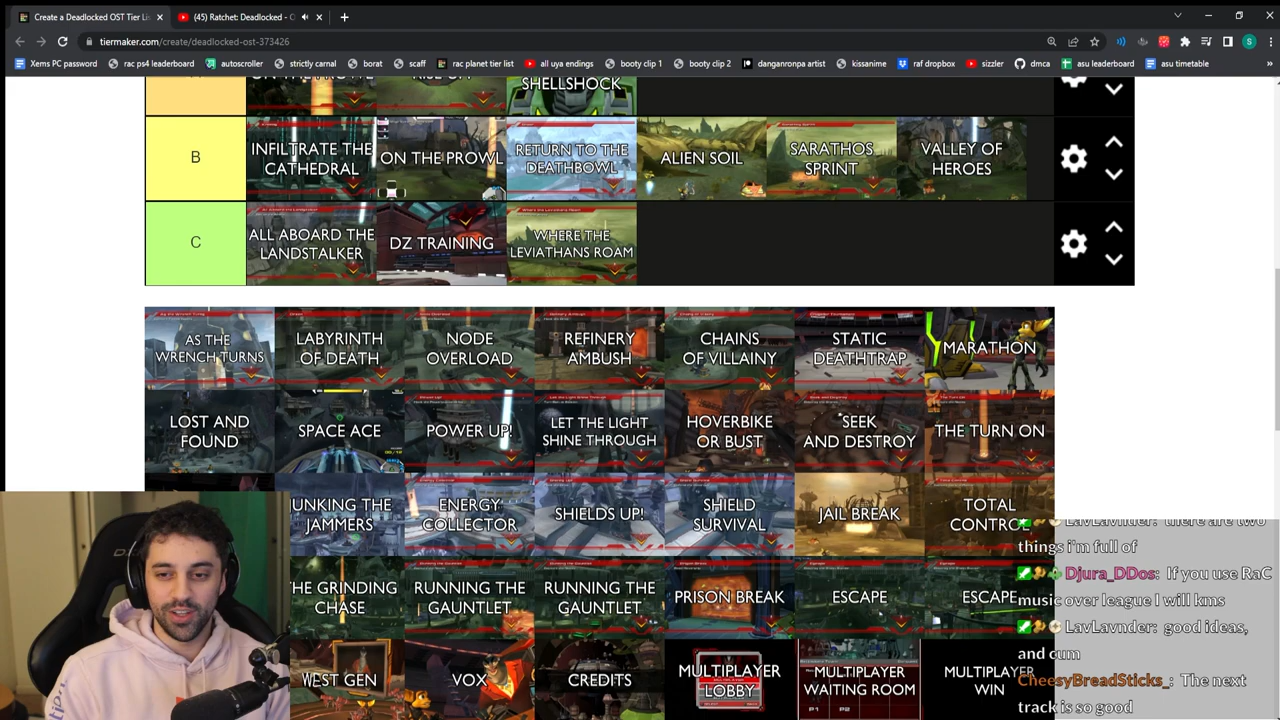 Create a Deadlocked OST Tier Lis
(45) Ratchet: Deadlocked - O
tiermaker.com/create/deadlocked-ost-373426
Xems PC password
rac ps4 leaderboard
autoscroller
strictly carnal
borat
scaff
rac planet tier list
all uya endings
booty clip 1
booty clip 2
danganronpa artist
kissanime
raf dropbox
sizzler
dmca
asu leaderboard
asu timetable
»
SHELLSHOCK
B
INFILTRATE THE
CATHEDRAL
ON THE PROWL
RETURN TO THE
DEATHBOWL
ALIEN SOIL
SARATHOS
SPRINT
VALLEY OF
HEROES
C
ALL ABOARD THE
LANDSTALKER
DZ TRAINING
WHERE THE
LEVIATHANS ROAM
AS THE
WRENCH TURNS
LABYRINTH
OF DEATH
NODE
OVERLOAD
REFINERY
AMBUSH
CHAINS
OF VILLAINY
STATIC
DEATHTRAP
MARATHON
LOST AND
FOUND
SPACE ACE
POWER UP!
LET THE LIGHT
SHINE THROUGH
HOVERBIKE
OR BUST
SEEK
AND DESTROY
THE TURN ON
UNKING THE
JAMMERS
ENERGY
COLLECTOR
SHIELDS UP!
SHIELD
SURVIVAL
JAIL BREAK
TOTAL
CONTROL
HE GRINDING
CHASE
RUNNING THE
GAUNTLET
RUNNING THE
GAUNTLET
PRISON BREAK
ESCAPE
ESCAPE
WEST GEN
VOX
CREDITS
MULTIPLAYER
LOBBY
MULTIPLAYER
WAITING ROOM
P1 P2
MULTIPLAYER
WIN
LavLavnder: there are two
things i'm full of
Djura_DDos: If you use RaC
music over league I will kms
LavLavnder: good ideas,
and cum
CheesyBreadSticks_: The next
track is so good